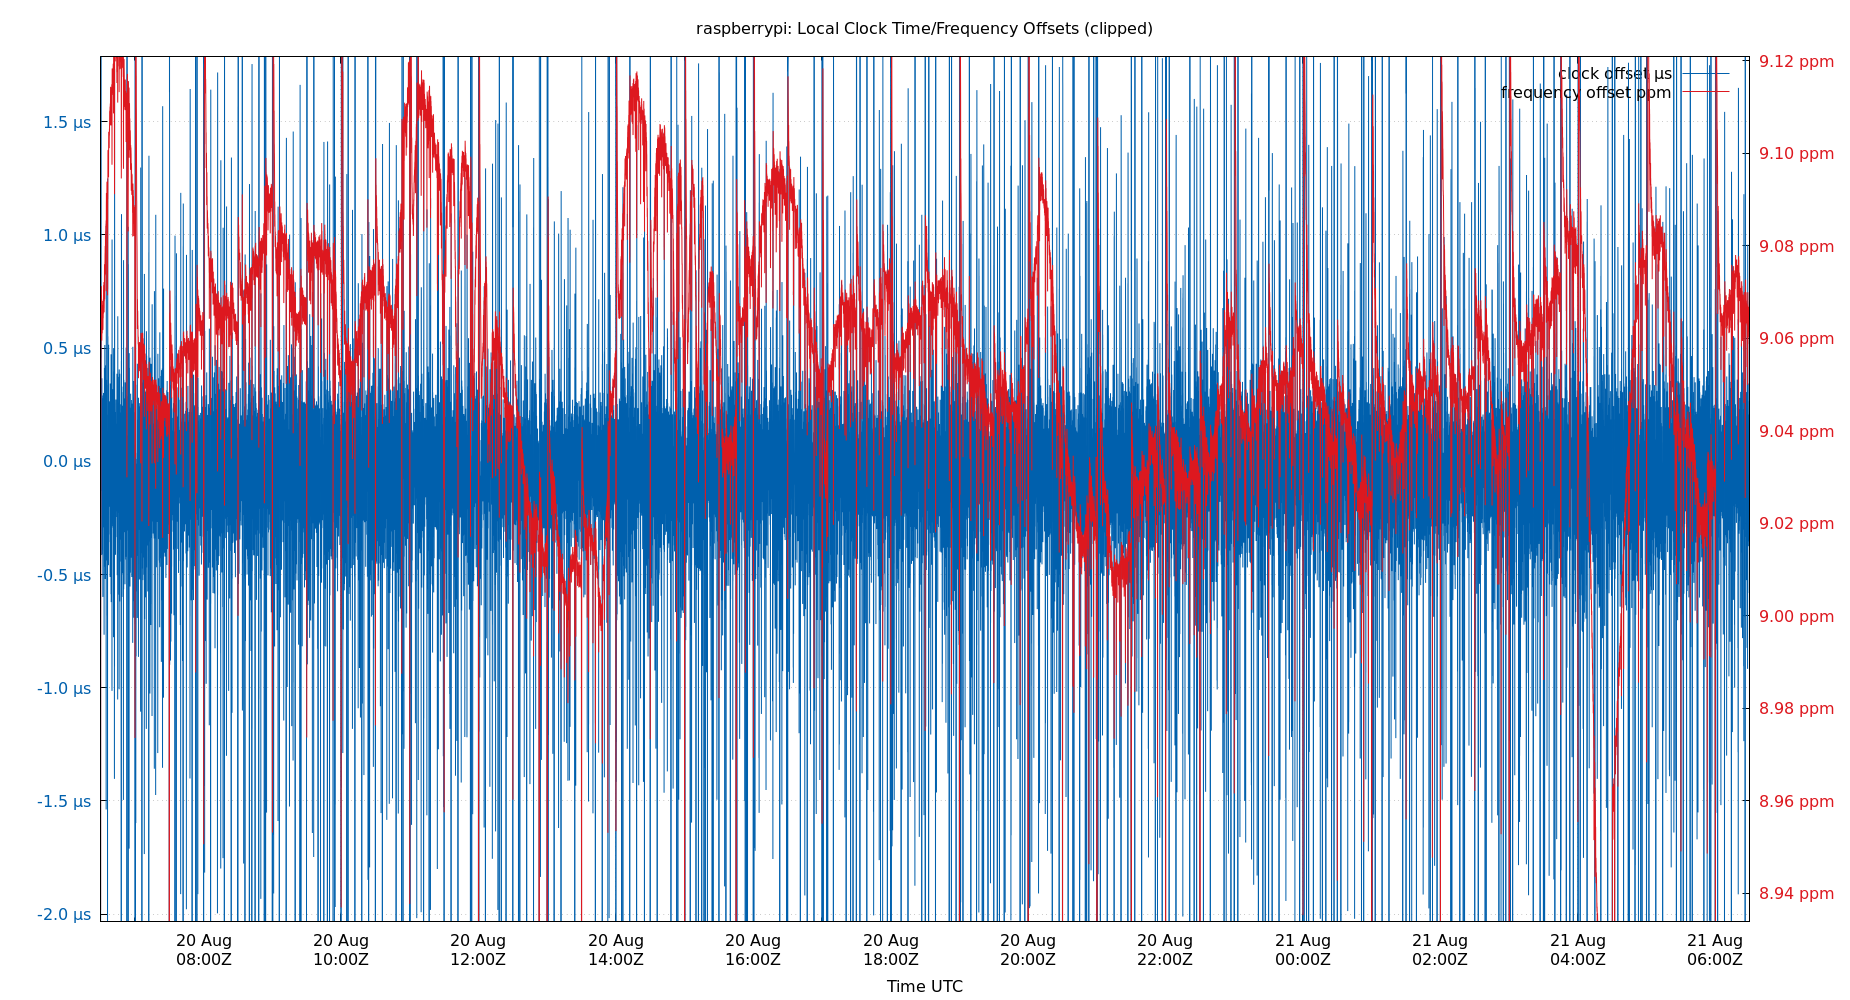 raspberrypi: Local Clock Time/Frequency Offsets (clipped)
clock offset µs
frequency offset ppm
1.5 µs
1.0 µs
0.5 µs
0.0 µs
-0.5 µs
-1.0 µs
-1.5 µs
-2.0 µs
9.12 ppm
9.10 ppm
9.08 ppm
9.06 ppm
9.04 ppm
9.02 ppm
9.00 ppm
8.98 ppm
8.96 ppm
8.94 ppm
20 Aug 20 Aug 20 Aug 20 Aug 20 Aug 20 Aug 20 Aug 20 Aug 21 Aug 21 Aug 21 Aug 21 Aug
08:00Z 10:00Z 12:00Z 14:00Z 16:00Z 18:00Z 20:00Z 22:00Z 00:00Z 02:00Z 04:00Z 06:00Z
Time UTC